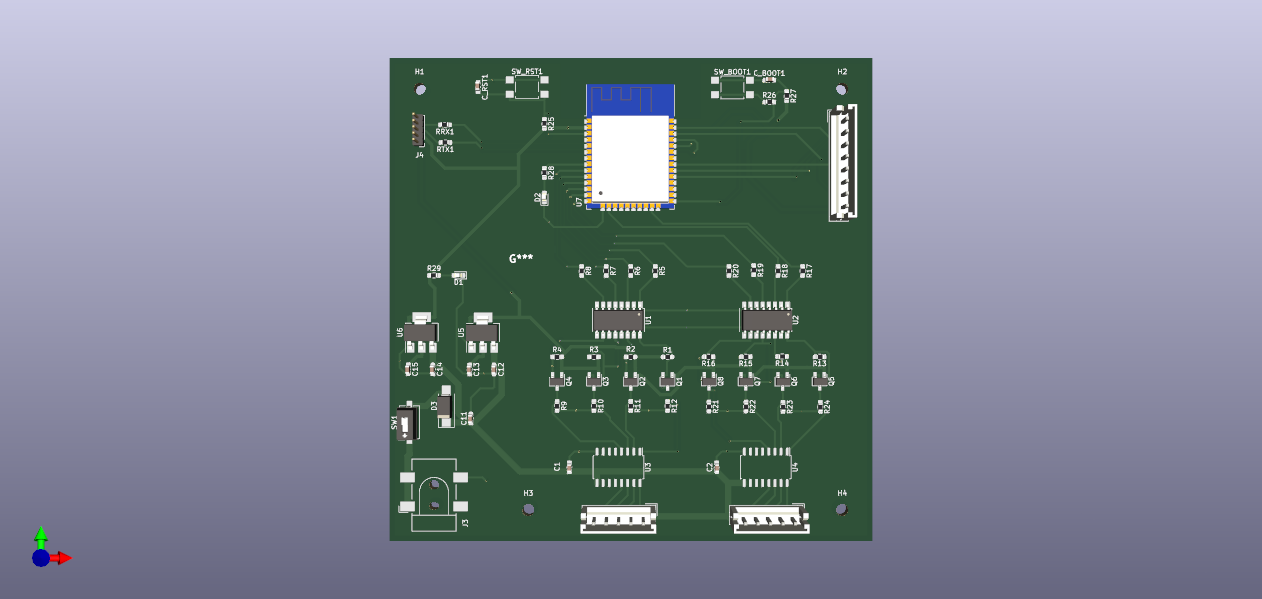 H1
SW_RST1
C_RST1
SW_BOOT1
C_BOOT1
H2
R26
R27
R25
RRX1
RTX1
J4
R28
D2
U7
G***
R29
D1
R8
R7
R6
R5
R20
R19
R18
R17
U6
U5
U1
U2
R4
R3
R2
R1
R16
R15
R14
R13
C15
C14
C13
C12
Q4
Q3
Q2
Q1
Q8
Q7
Q6
Q5
D3
C11
SW1
R9
R10
R11
R12
R21
R22
R23
R24
C1
U3
C2
U4
H3
H4
J3